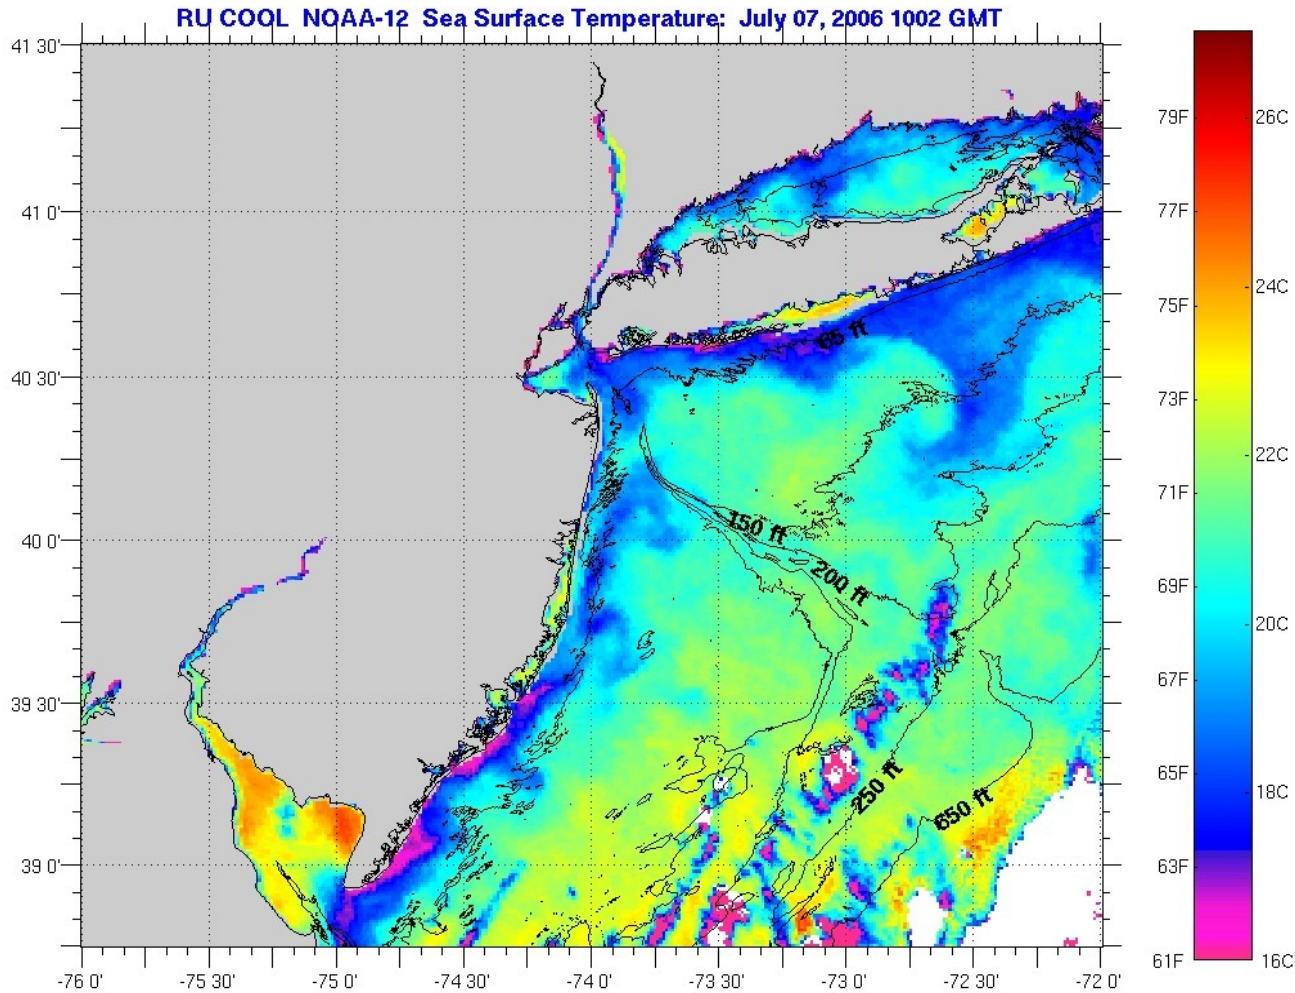 RU COOL NOAA-12 Sea Surface Temperature: July 07, 2006 1002 GMT
41 30'
41 0'
40 30'
40 0'
39 30'
39 0'
65 ft
150 ft
200 ft
250 ft
650 ft
-76 0'
-75 30'
-75 0'
-74 30'
-74 0'
-73 30'
-73 0'
-72 30'
-72 0'
79F
77F
75F
73F
71F
69F
67F
65F
63F
61F
26C
24C
22C
20C
18C
16C